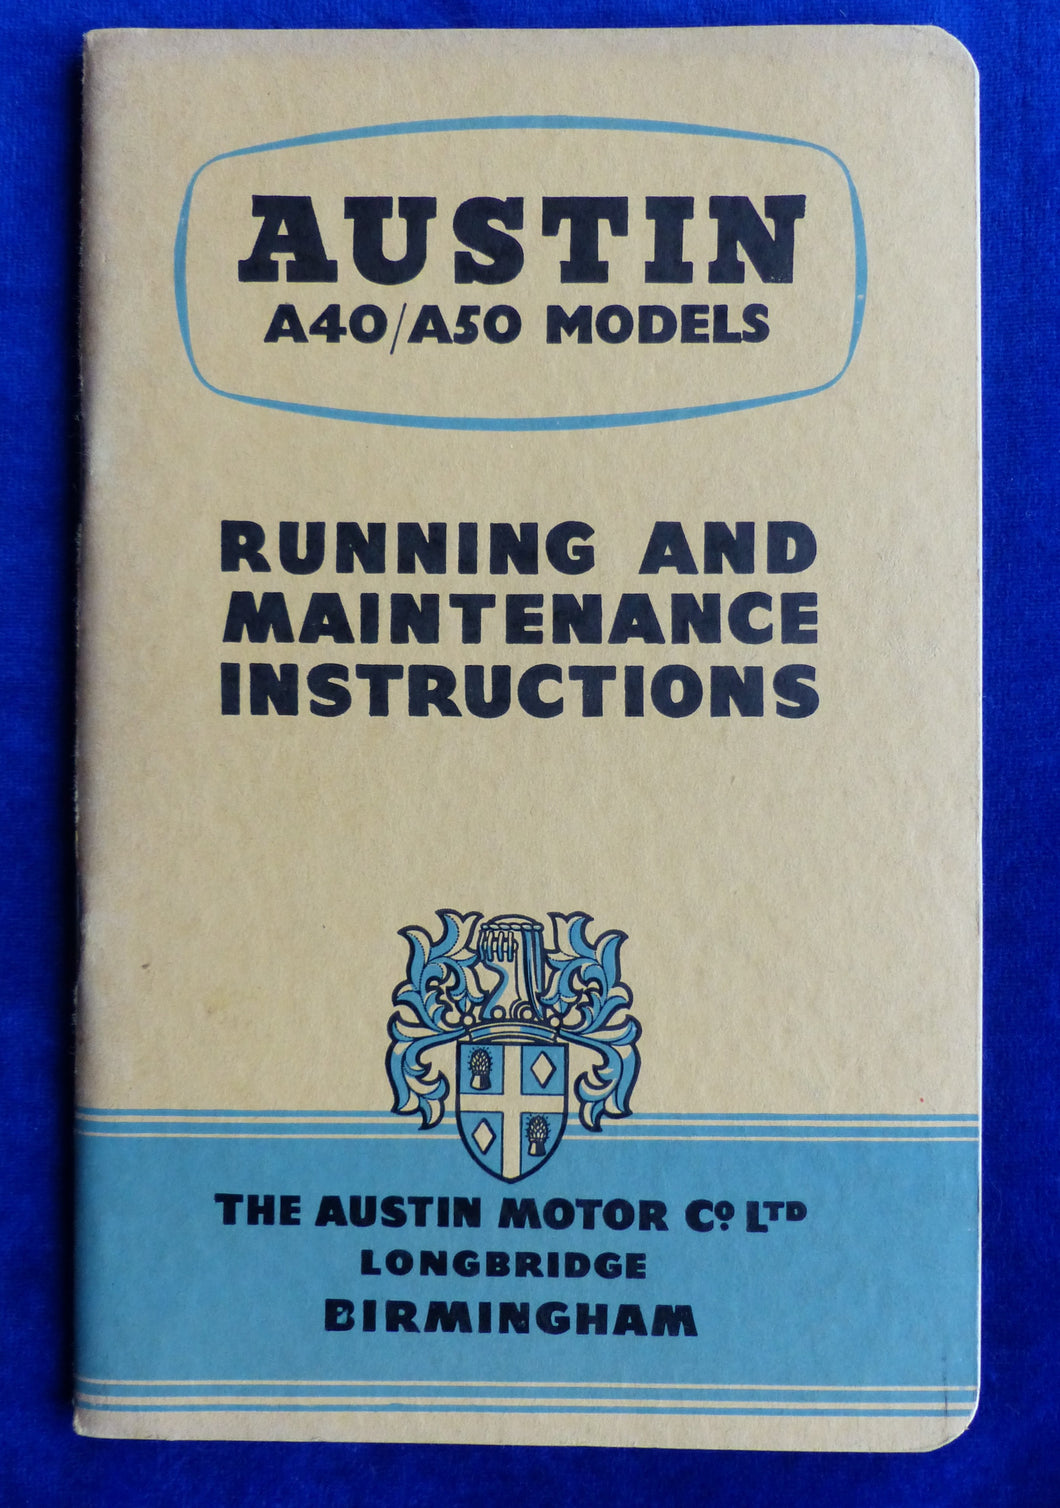 AUSTIN
A40/A50 MODELS
RUNNING AND
MAINTENANCE
INSTRUCTIONS
THE AUSTIN MOTOR Cº. LTD
LONGBRIDGE
BIRMINGHAM